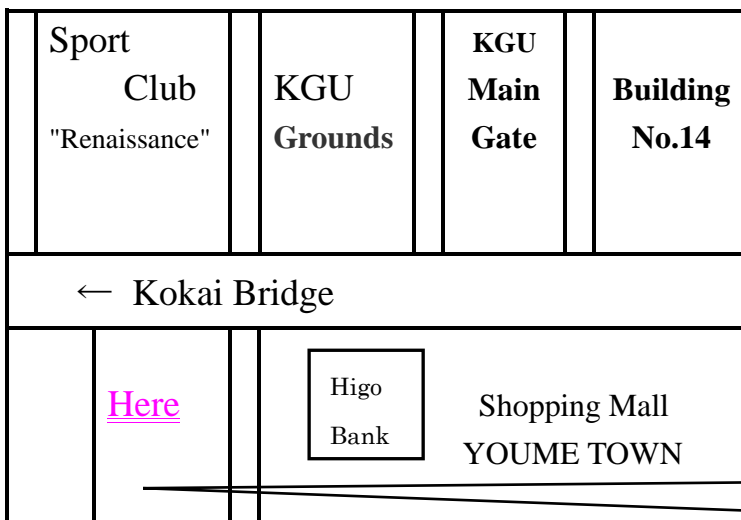 Sport
Club
"Renaissance"
KGU
Grounds
KGU
Main
Gate
Building
No.14
← Kokai Bridge
Here
Higo
Bank
Shopping Mall
YOUME TOWN